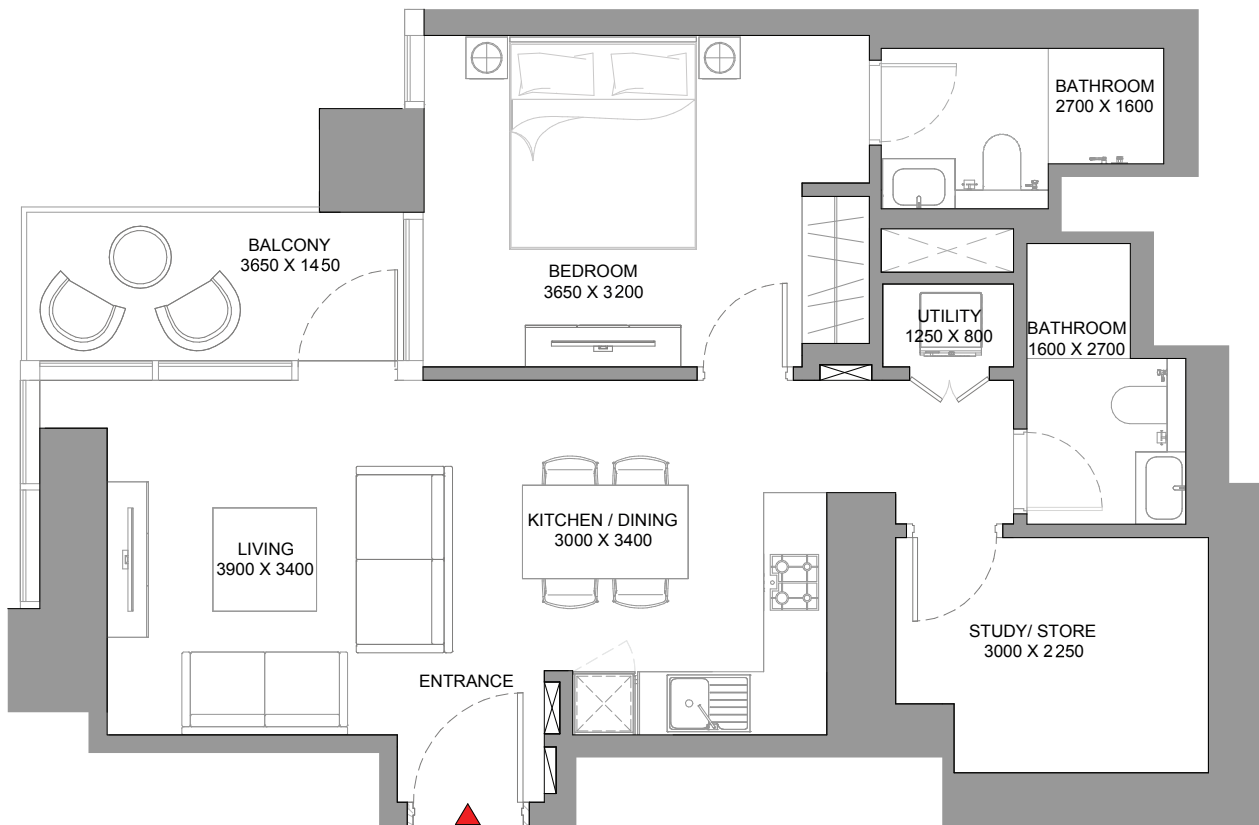 BATHROOM
2700 X 1600
BALCONY
3650 X 1450
BEDROOM
3650 X 3200
UTILITY
1250 X 800
BATHROOM
1600 X 2700
KITCHEN / DINING
3000 X 3400
LIVING
3900 X 3400
STUDY/ STORE
3000 X 2250
ENTRANCE